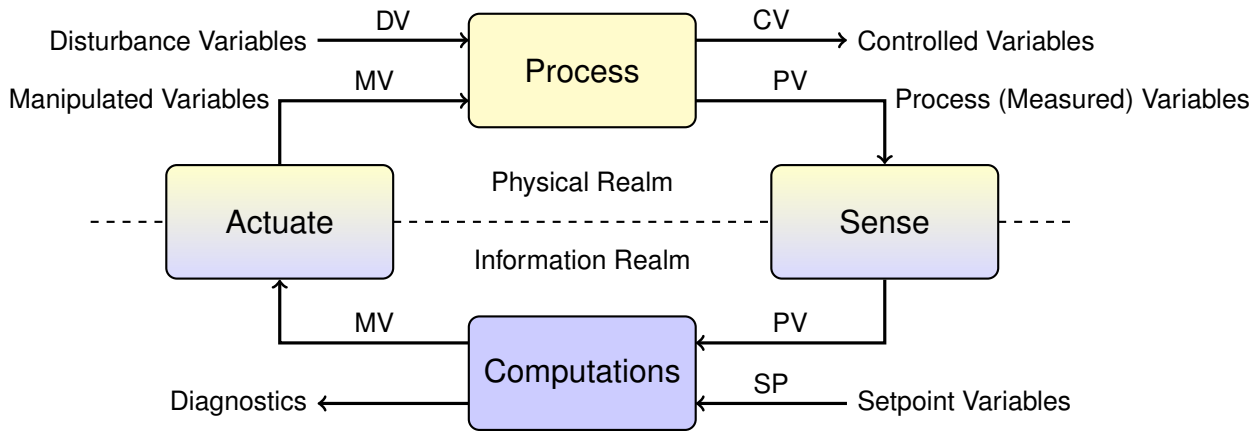 DV
CV
Disturbance Variables
Controlled Variables
Process
MV
PV
Manipulated Variables
Process (Measured) Variables
Physical Realm
Actuate
Sense
Information Realm
MV
PV
Computations
SP
Diagnostics
Setpoint Variables